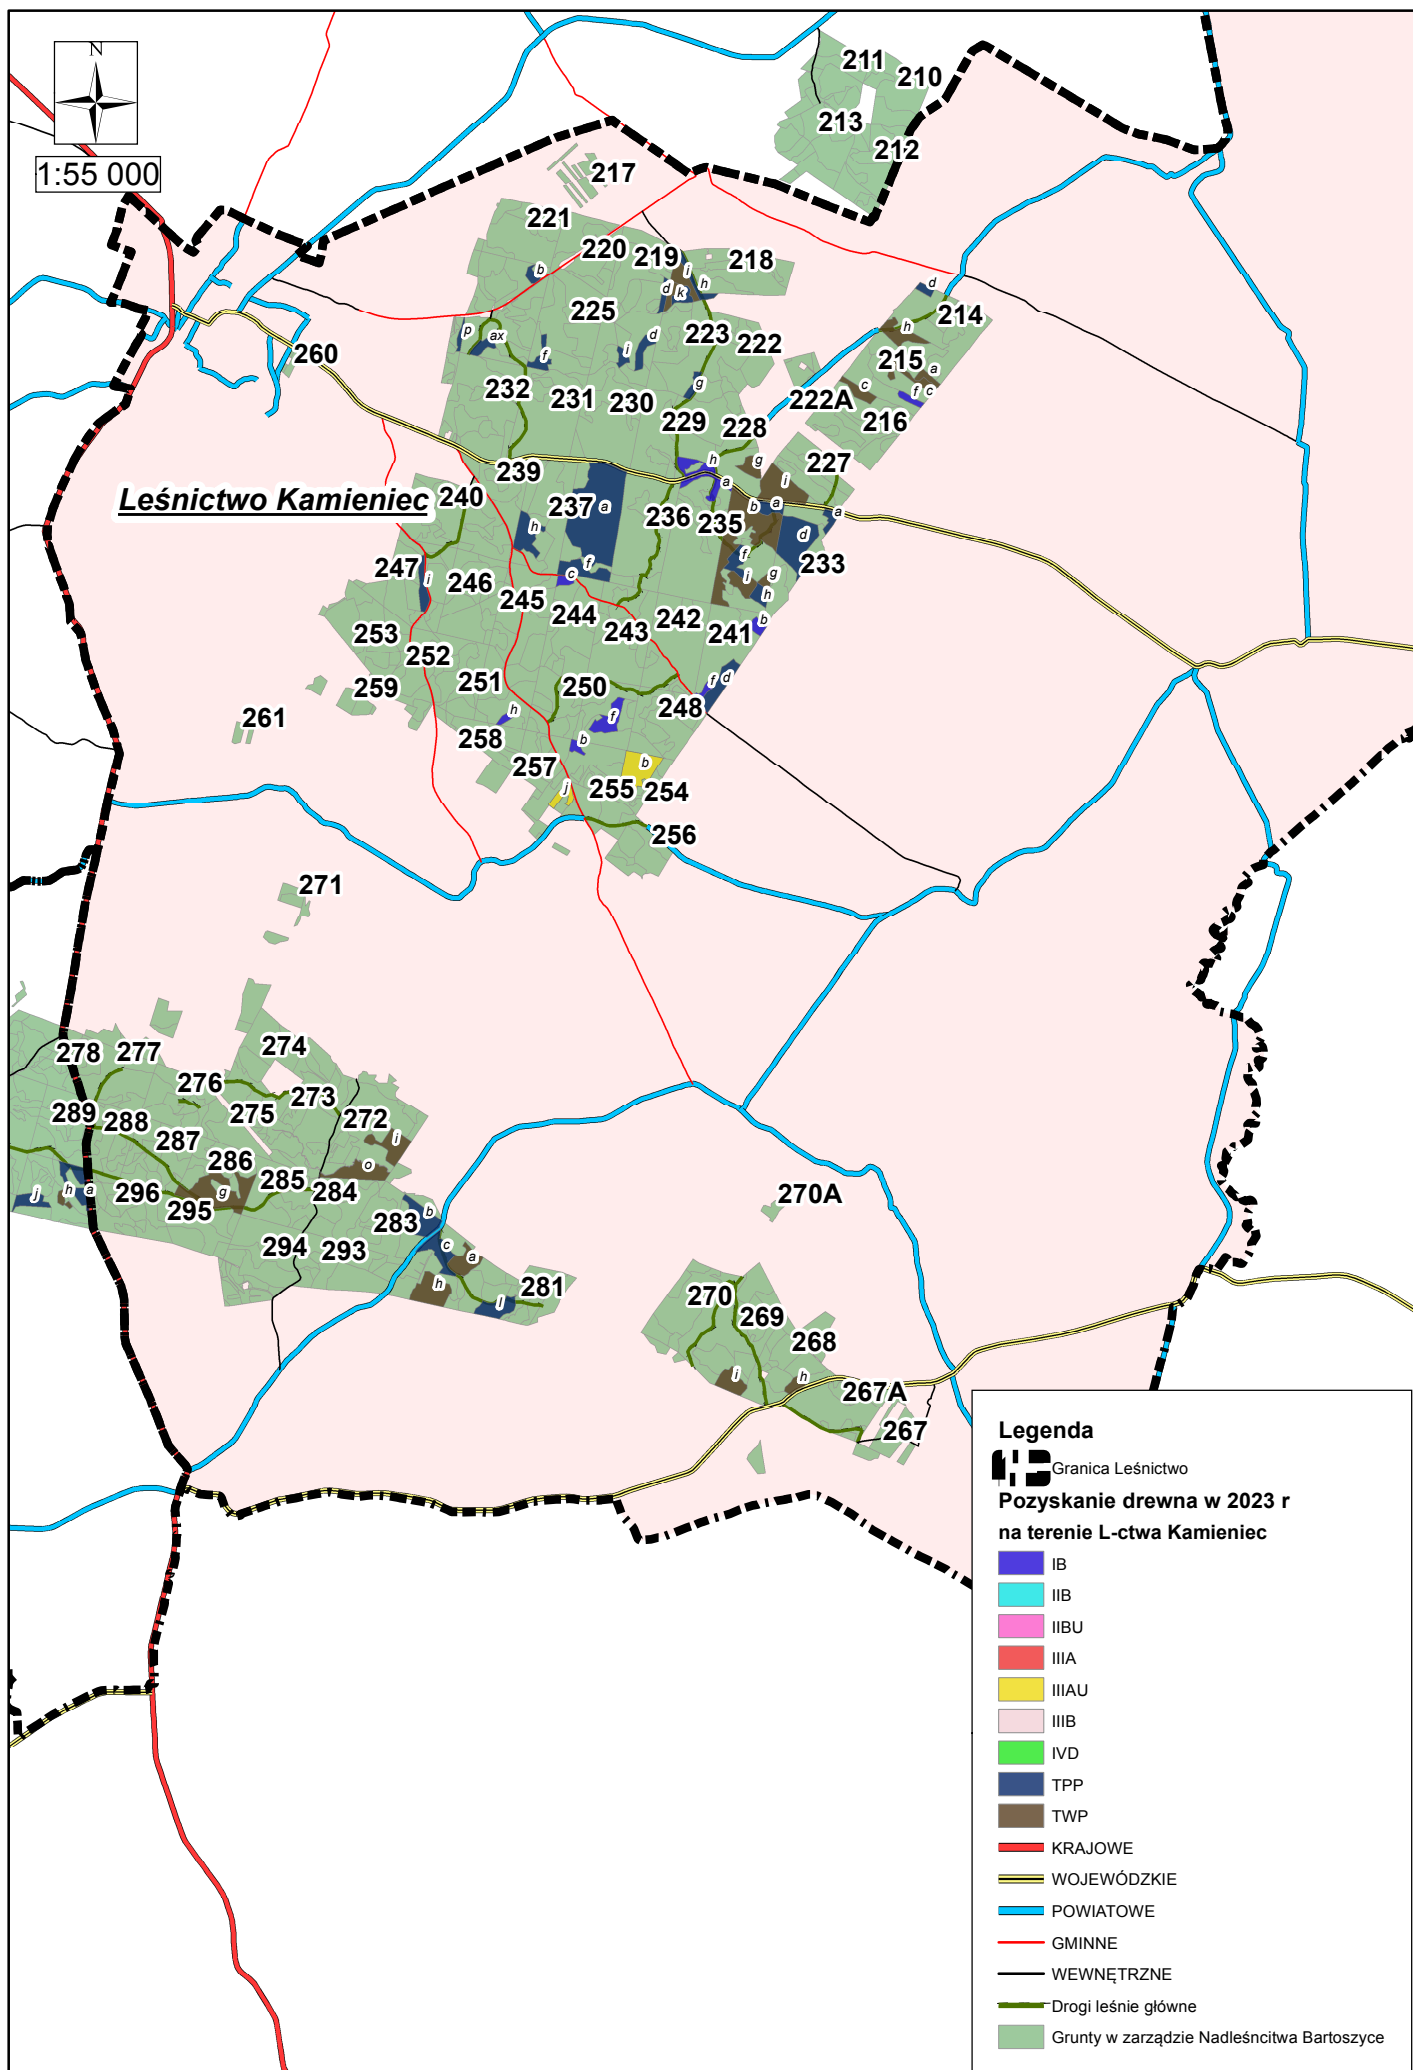 N
1:55 000
211
210
213
212
217
221
220
219
i
218
b
d
k
h
d
225
214
p
ax
d
223
222
h
f
i
215
260
g
a
232
231
230
222A
c
f
c
229
228
216
h
g
227
239
i
a
Leśnictwo Kamieniec
240
237
a
236
235
b
a
a
h
d
f
233
247
i
246
c
f
i
g
245
h
244
242
b
253
243
241
252
f
d
251
250
259
248
h
f
261
258
b
257
b
j
255
254
256
271
274
278
277
276
273
289
288
275
272
i
287
286
o
285
j
h
a
296
g
284
270A
295
283
b
294
293
c
a
h
281
l
270
269
268
i
h
267A
267
Legenda
Granica Leśnictwo
Pozyskanie drewna w 2023 r
na terenie L-ctwa Kamieniec
IB
IIB
IIBU
IIIA
IIIAU
IIIB
IVD
TPP
TWP
KRAJOWE
WOJEWÓDZKIE
POWIATOWE
GMINNE
WEWNĘTRZNE
Drogi leśnie główne
Grunty w zarządzie Nadleśncitwa Bartoszyce